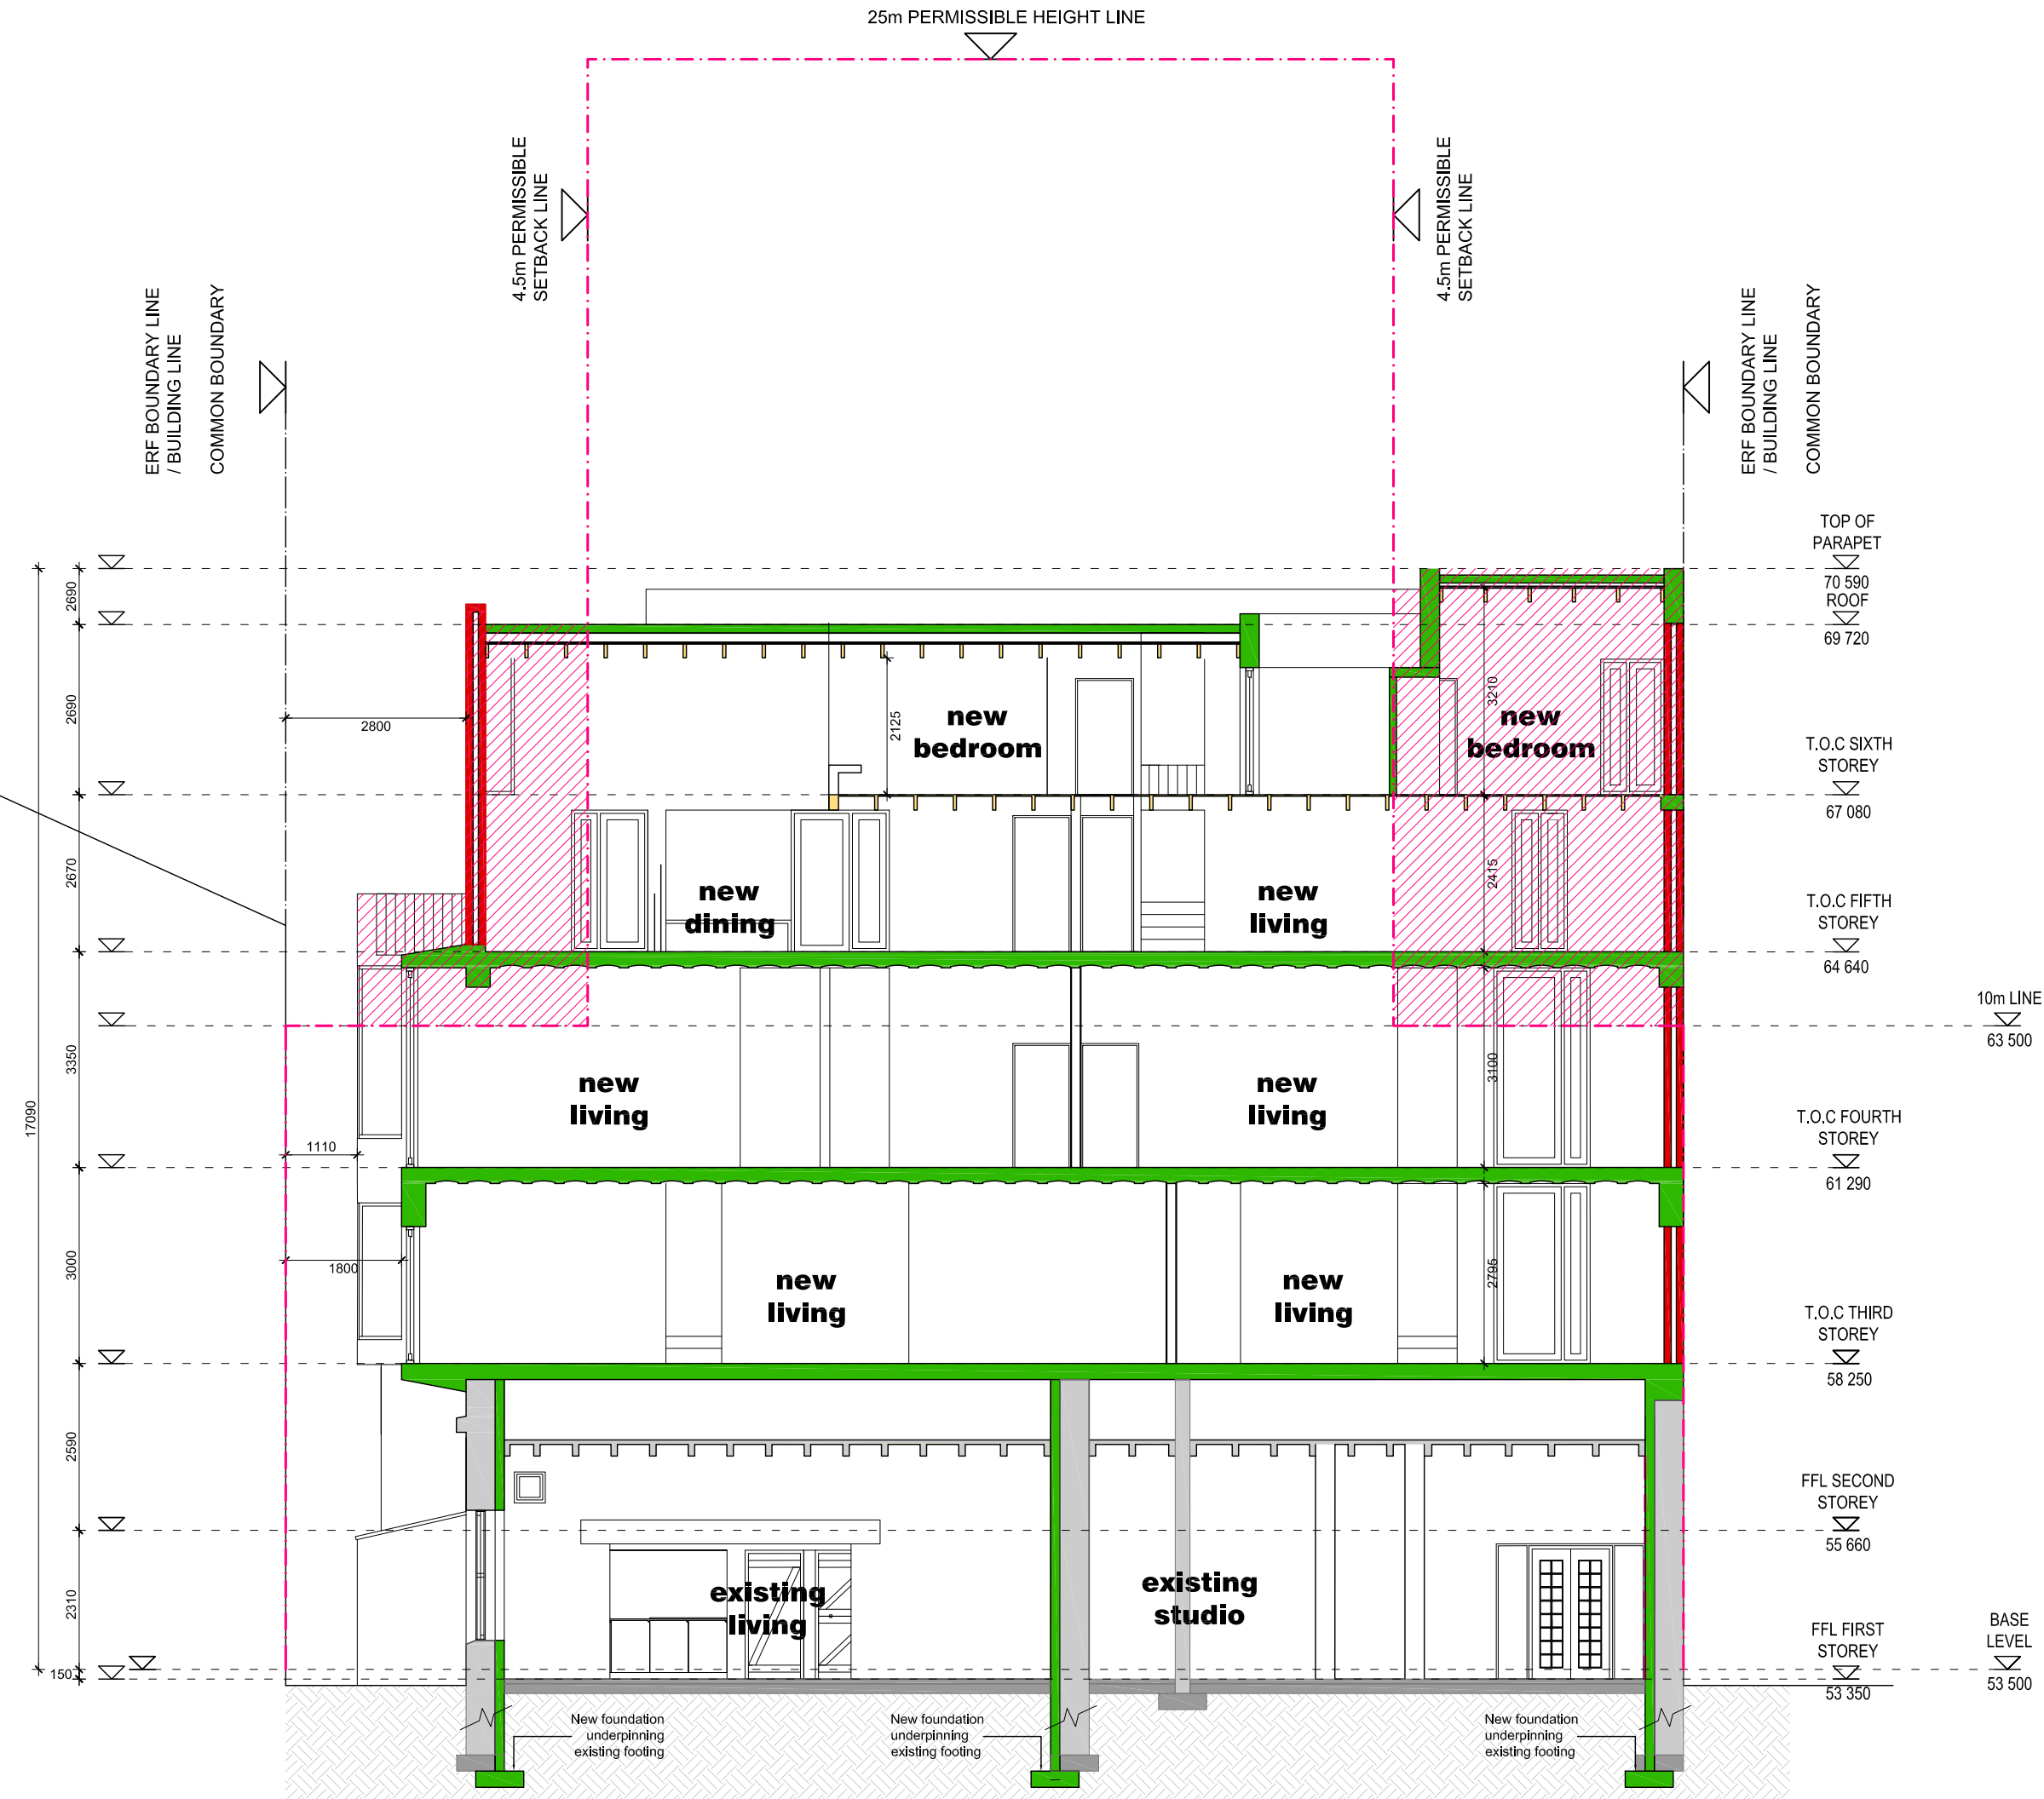 25m PERMISSIBLE HEIGHT LINE
4.5m PERMISSIBLE
SETBACK LINE
4.5m PERMISSIBLE
SETBACK LINE
ERF BOUNDARY LINE
/ BUILDING LINE
COMMON BOUNDARY
ERF BOUNDARY LINE
/ BUILDING LINE
COMMON BOUNDARY
TOP OF
PARAPET
70 590
ROOF
69 720
T.O.C SIXTH
STOREY
67 080
T.O.C FIFTH
STOREY
64 640
10m LINE
63 500
T.O.C FOURTH
STOREY
61 290
T.O.C THIRD
STOREY
58 250
FFL SECOND
STOREY
55 660
FFL FIRST
STOREY
53 350
BASE
LEVEL
53 500
17090
2690
2690
2670
3350
3000
2590
2310
150
2800
1110
1800
2125
3210
2415
3100
2795
new
bedroom
new
bedroom
new
dining
new
living
new
living
new
living
new
living
new
living
existing
living
existing
studio
New foundation
underpinning
existing footing
New foundation
underpinning
existing footing
New foundation
underpinning
existing footing